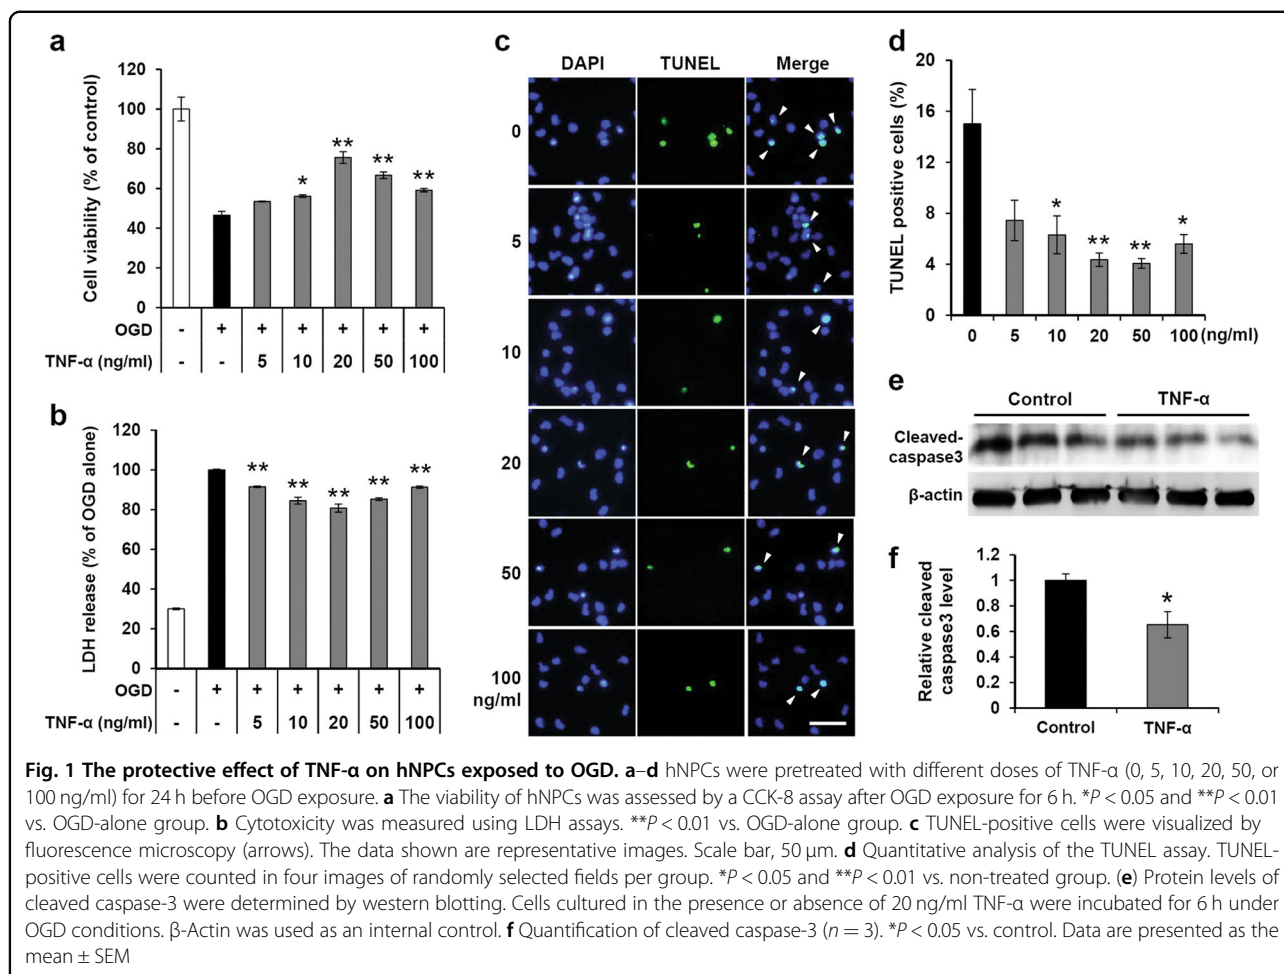 a
Cell viability (% of control)
120
100
80
60
40
20
0
*
**
**
**
OGD - + + + + + +
TNF-α (ng/ml) - - 5 10 20 50 100
b
LDH release (% of OGD alone)
120
100
80
60
40
20
0
**
**
**
**
**
OGD - + + + + + +
TNF-α (ng/ml) - - 5 10 20 50 100
c
DAPI TUNEL Merge
0
5
10
20
50
100
ng/ml
d
TUNEL positive cells (%)
20
16
12
8
4
0
*
**
**
*
0 5 10 20 50 100 (ng/ml)
e
Control TNF-α
Cleaved-
caspase3
β-actin
f
Relative cleaved
caspase3 level
1.2
1
0.8
0.6
0.4
0.2
0
*
Control TNF-α
Fig. 1 The protective effect of TNF-α on hNPCs exposed to OGD. a–d hNPCs were pretreated with different doses of TNF-α (0, 5, 10, 20, 50, or
100 ng/ml) for 24 h before OGD exposure. a The viability of hNPCs was assessed by a CCK-8 assay after OGD exposure for 6 h. *P < 0.05 and **P < 0.01
vs. OGD-alone group. b Cytotoxicity was measured using LDH assays. **P < 0.01 vs. OGD-alone group. c TUNEL-positive cells were visualized by
fluorescence microscopy (arrows). The data shown are representative images. Scale bar, 50 μm. d Quantitative analysis of the TUNEL assay. TUNEL-
positive cells were counted in four images of randomly selected fields per group. *P < 0.05 and **P < 0.01 vs. non-treated group. (e) Protein levels of
cleaved caspase-3 were determined by western blotting. Cells cultured in the presence or absence of 20 ng/ml TNF-α were incubated for 6 h under
OGD conditions. β-Actin was used as an internal control. f Quantification of cleaved caspase-3 (n = 3). *P < 0.05 vs. control. Data are presented as the
mean ± SEM